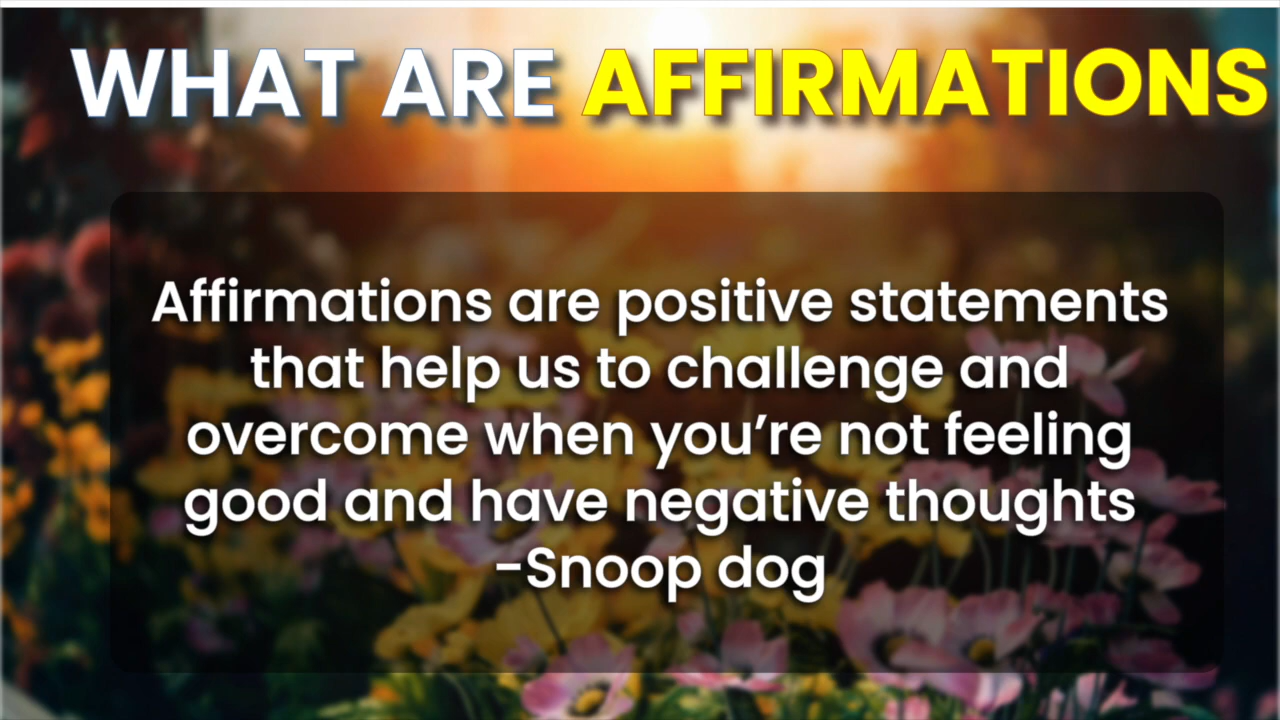 WHAT ARE AFFIRMATIONS
Affirmations are positive statements
that help us to challenge and
overcome when you’re not feeling
good and have negative thoughts
-Snoop dog